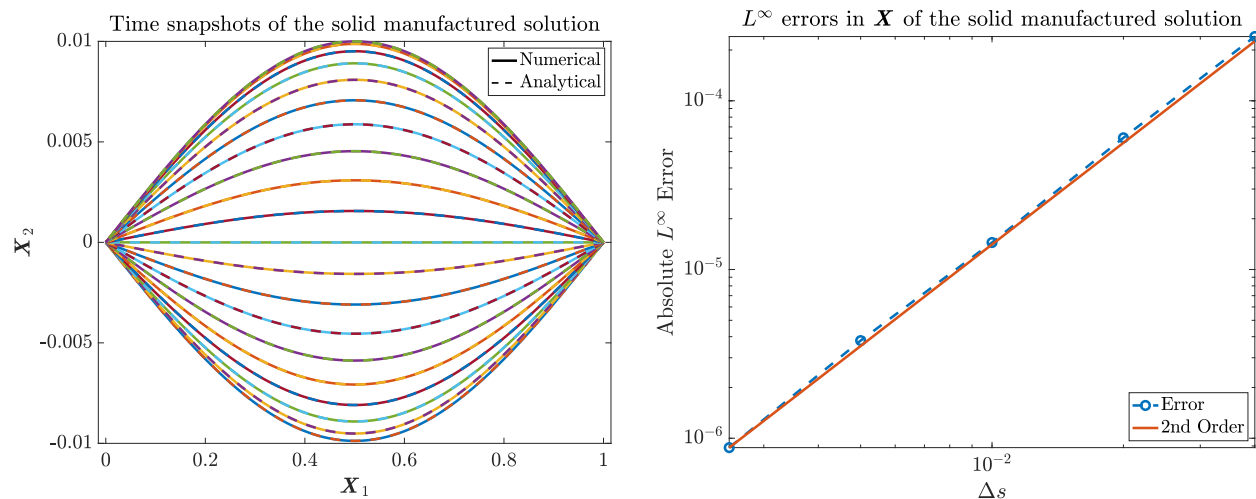 Time snapshots of the solid manufactured solution
0.01
0.005
0
-0.005
-0.01
X₂
Numerical
Analytical
0 0.2 0.4 0.6 0.8 1
X₁
L^∞ errors in X of the solid manufactured solution
10⁻⁴
10⁻⁵
10⁻⁶
Absolute L^∞ Error
Error
2nd Order
10⁻²
Δs